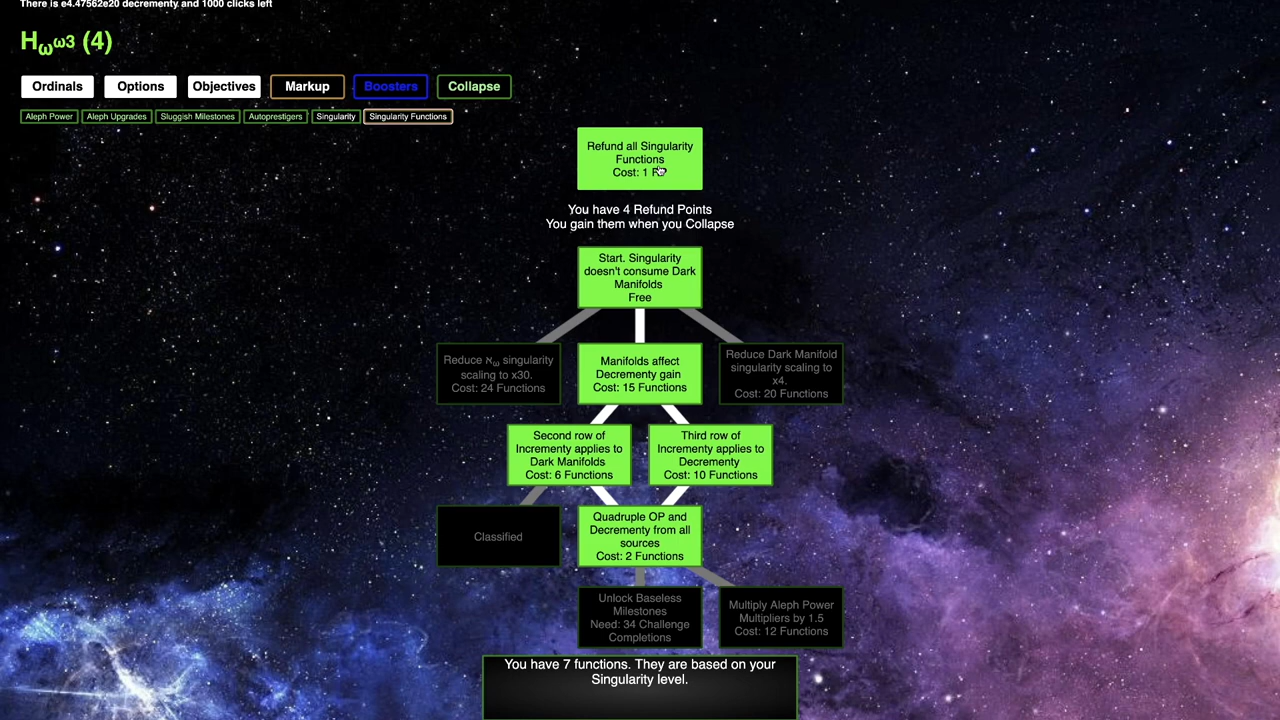 There is e4.47562e20 decrementy and 1000 clicks left
Hωω3 (4)
Ordinals Options Objectives Markup Boosters Collapse
Aleph Power Aleph Upgrades Sluggish Milestones Autoprestigers Singularity Singularity Functions
Refund all Singularity
Functions
Cost: 1
You have 4 Refund Points
You gain them when you Collapse
Start. Singularity
doesn't consume Dark
Manifolds
Free
Reduce ℵω singularity
scaling to x30.
Cost: 24 Functions
Manifolds affect
Decrementy gain
Cost: 15 Functions
Reduce Dark Manifold
singularity scaling to
x4.
Cost: 20 Functions
Second row of
Incrementy applies to
Dark Manifolds
Cost: 6 Functions
Third row of
Incrementy applies to
Decrementy
Cost: 10 Functions
Classified
Quadruple OP and
Decrementy from all
sources
Cost: 2 Functions
Unlock Baseless
Milestones
Need: 34 Challenge
Completions
Multiply Aleph Power
Multipliers by 1.5
Cost: 12 Functions
You have 7 functions. They are based on your
Singularity level.